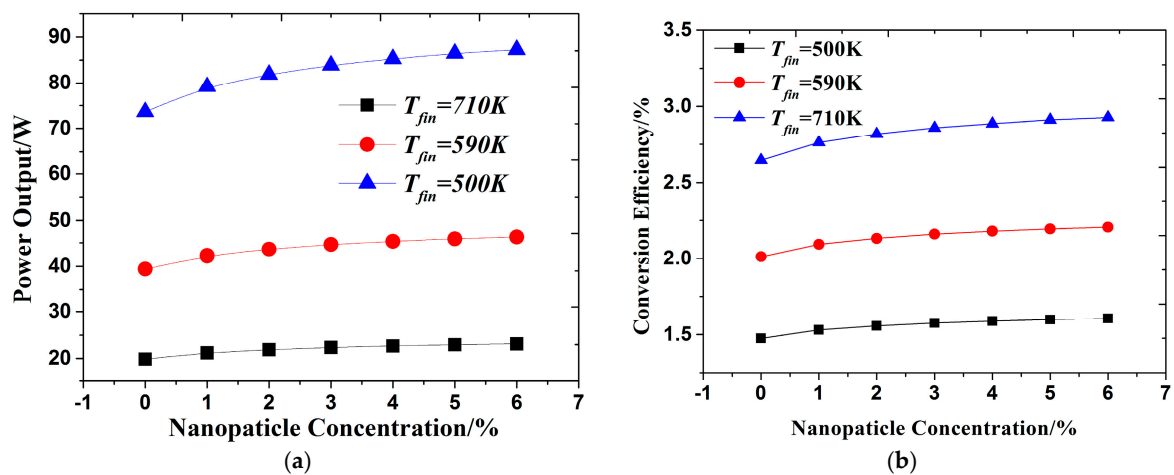 90
80
70
60
50
40
30
20
Power Output/W
T_fin=710K
T_fin=590K
T_fin=500K
-1 0 1 2 3 4 5 6 7
Nanopaticle Concentration/%
(a)
3.5
3.0
2.5
2.0
1.5
Conversion Efficiency/%
T_fin=500K
T_fin=590K
T_fin=710K
-1 0 1 2 3 4 5 6 7
Nanopaticle Concentration/%
(b)